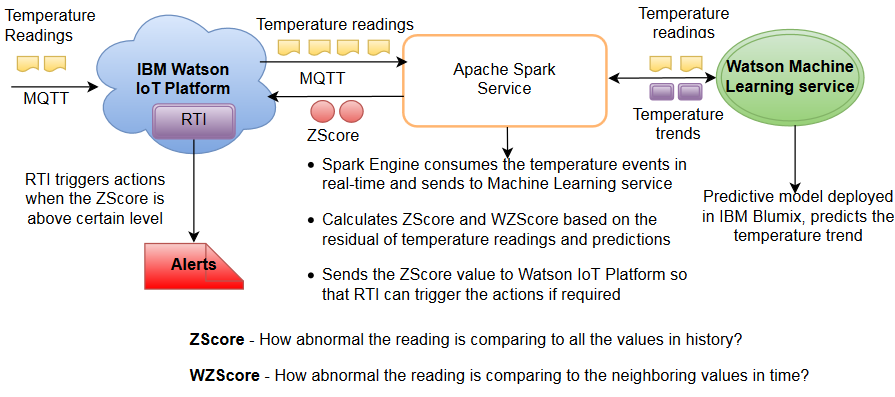 Temperature
Readings
MQTT
IBM Watson
IoT Platform
RTI
Temperature readings
MQTT
ZScore
Apache Spark
Service
Temperature
readings
Temperature
trends
Watson Machine
Learning service
RTI triggers actions
when the ZScore is
above certain level
Alerts
• Spark Engine consumes the temperature events in
real-time and sends to Machine Learning service
• Calculates ZScore and WZScore based on the
residual of temperature readings and predictions
• Sends the ZScore value to Watson IoT Platform so
that RTI can trigger the actions if required
Predictive model deployed
in IBM Blumix, predicts the
temperature trend
ZScore - How abnormal the reading is comparing to all the values in history?
WZScore - How abnormal the reading is comparing to the neighboring values in time?